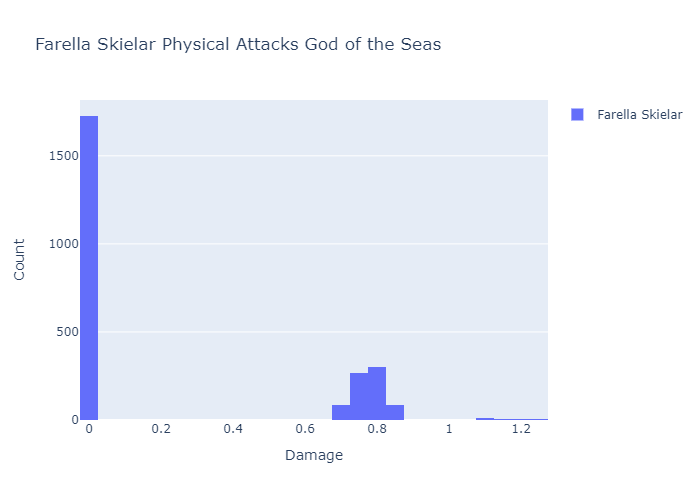 Farella Skielar Physical Attacks God of the Seas
Farella Skielar
1500
1000
500
0
Count
0 0.2 0.4 0.6 0.8 1 1.2
Damage